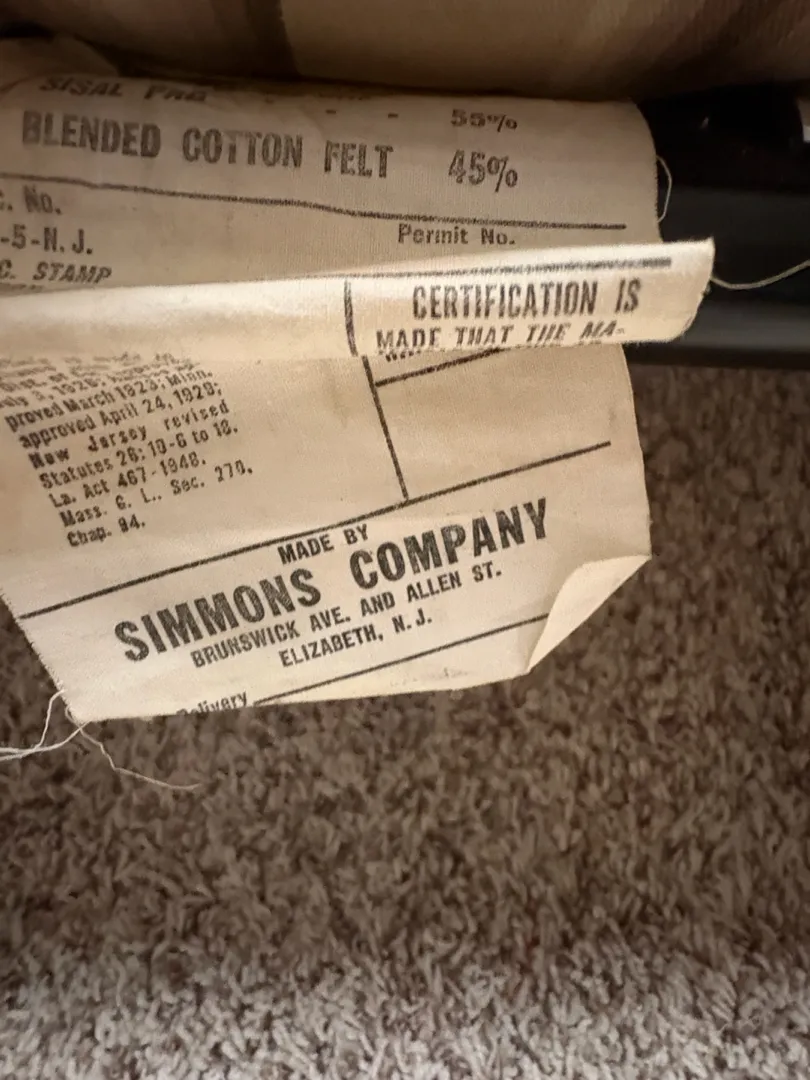 SISAL PAD
- - 55%
BLENDED COTTON FELT 45%
. No.
-5-N.J. Permit No.
C. STAMP
CERTIFICATION IS
MADE THAT THE MA-
proved March 1923; Minn.
approved April 24, 1929;
New Jersey revised
Statutes 26:10-6 to 18.
La. Act 467-1948.
Mass. G. L.. Sec. 270.
Chap. 94.
MADE BY
SIMMONS COMPANY
BRUNSWICK AVE. AND ALLEN ST.
ELIZABETH, N.J.
Delivery